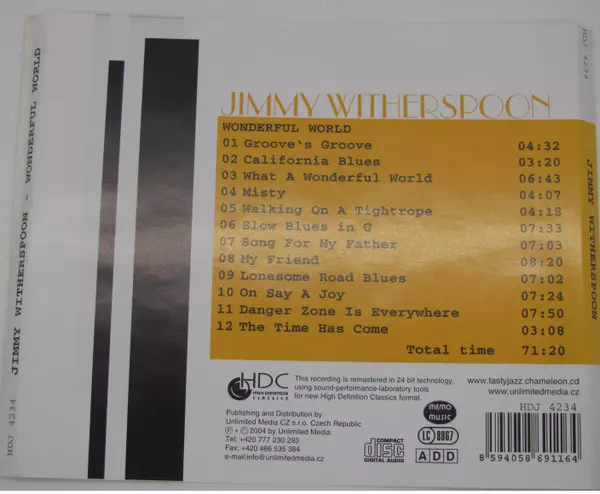 HDJ 4234
JIMMY WITHERSPOON - WONDERFUL WORLD
HDJ 4234
JIMMY WITHERSPOON
JIMMY WITHERSPOON
WONDERFUL WORLD
01 Groove's Groove 04:32
02 California Blues 03:20
03 What A Wonderful World 06:43
04 Misty 04:07
05 Walking On A Tightrope 04:18
06 Slow Blues in G 07:33
07 Song For My Father 07:03
08 My Friend 08:20
09 Lonesome Road Blues 07:02
10 On Say A Joy 07:24
11 Danger Zone Is Everywhere 07:50
12 The Time Has Come 03:08
Total time 71:20
HDC
HIGH DEFINITION
CLASSICS
This recording is remastered in 24 bit technology,
using sound-performance-laboratory tools
for new High Definition Classics format.
www.tastyjazz.chameleon.cd
www.unlimitedmedia.cz
Publishing and Distribution by
Unlimited Media CZ s.r.o. Czech Republic
℗ + © 2004 by Unlimited Media.
Tel: +420 777 230 293
Fax: +420 466 535 384
e-mail:info@unlimitedmedia.cz
COMPACT
disc
DIGITAL AUDIO
MEMO
MUSIC
LC 8867
ADD
HDJ 4234
8 594058 691164